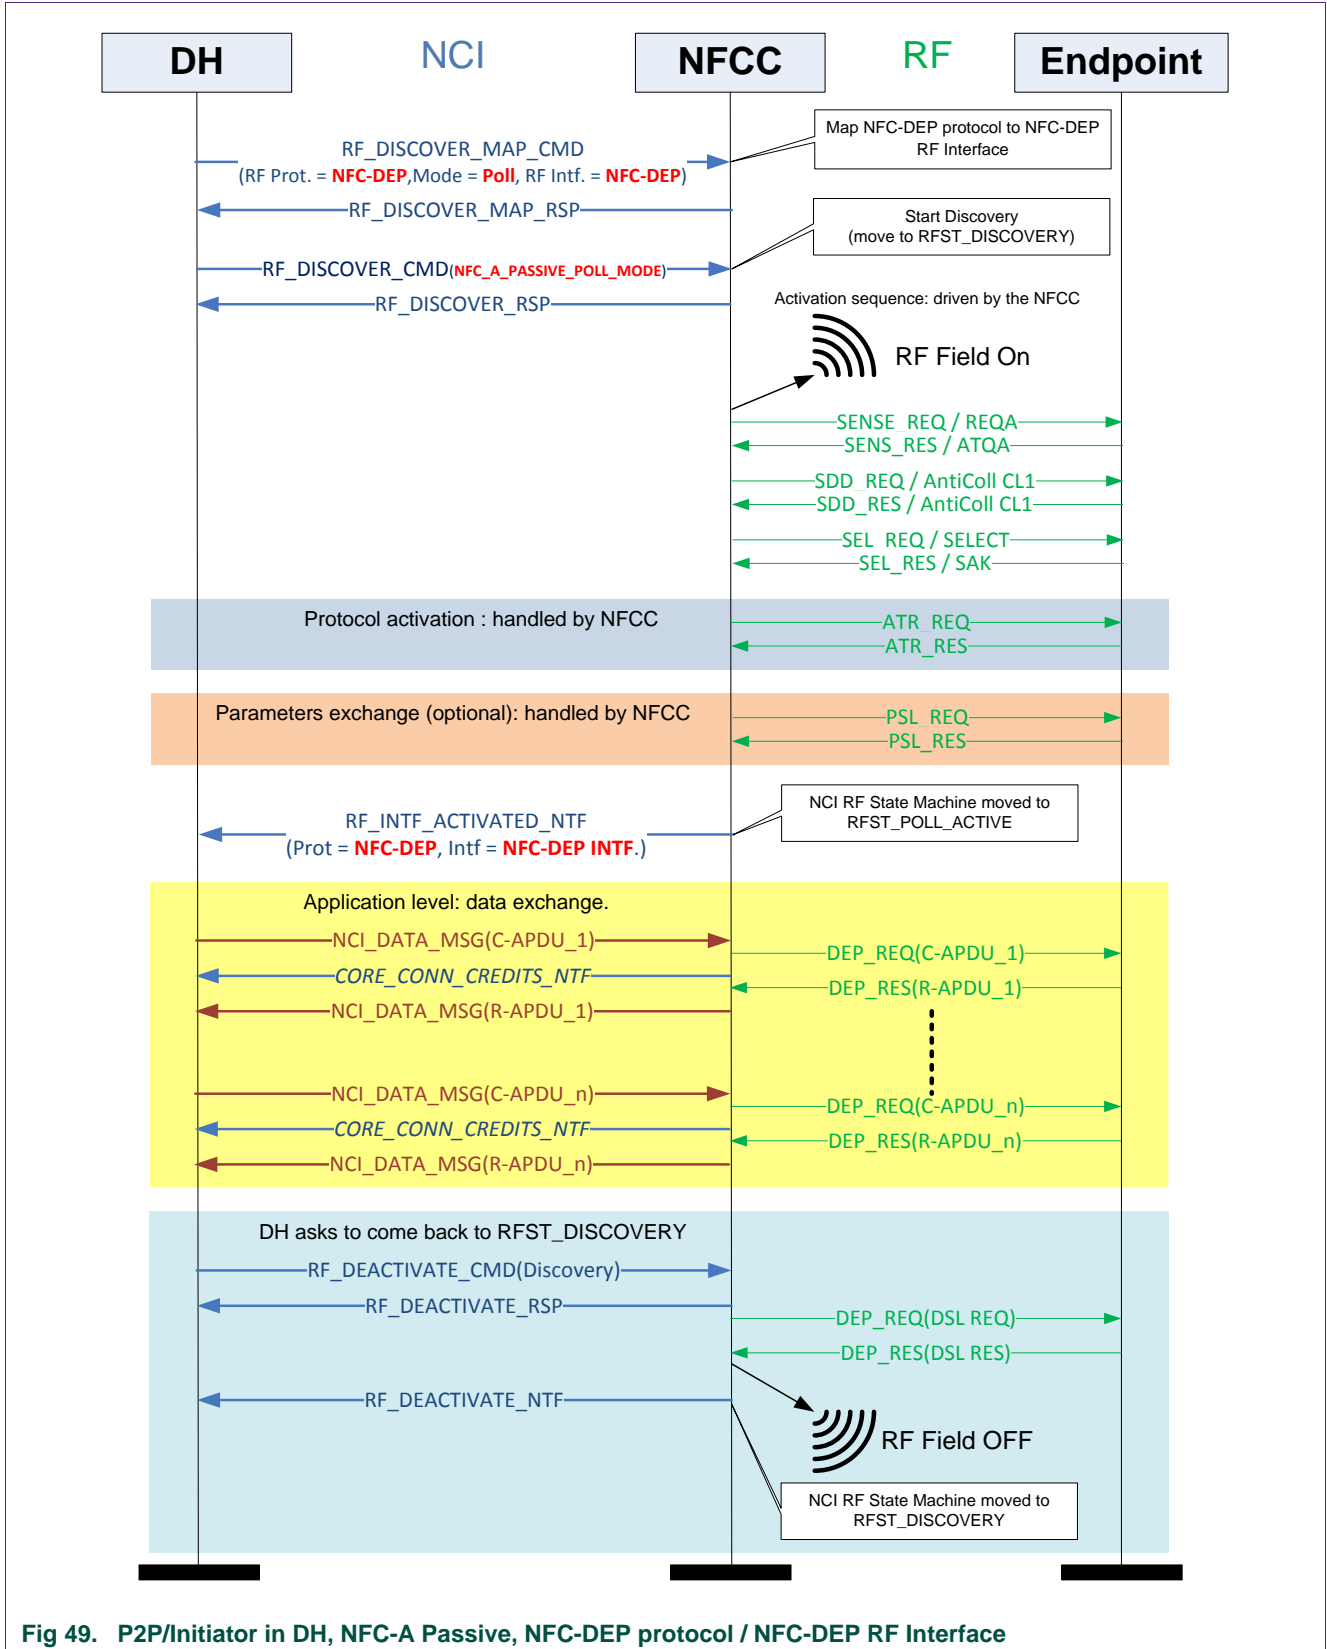 DH
NCI
NFCC
RF
Endpoint
Map NFC-DEP protocol to NFC-DEP
RF Interface
RF_DISCOVER_MAP_CMD
(RF Prot. = NFC-DEP,Mode = Poll, RF Intf. = NFC-DEP)
RF_DISCOVER_MAP_RSP
Start Discovery
(move to RFST_DISCOVERY)
RF_DISCOVER_CMD(NFC_A_PASSIVE_POLL_MODE)
RF_DISCOVER_RSP
Activation sequence: driven by the NFCC
RF Field On
SENSE_REQ / REQA
SENS_RES / ATQA
SDD_REQ / AntiColl CL1
SDD_RES / AntiColl CL1
SEL_REQ / SELECT
SEL_RES / SAK
Protocol activation : handled by NFCC
ATR_REQ
ATR_RES
Parameters exchange (optional): handled by NFCC
PSL_REQ
PSL_RES
NCI RF State Machine moved to
RFST_POLL_ACTIVE
RF_INTF_ACTIVATED_NTF
(Prot = NFC-DEP, Intf = NFC-DEP INTF.)
Application level: data exchange.
NCI_DATA_MSG(C-APDU_1)
DEP_REQ(C-APDU_1)
CORE_CONN_CREDITS_NTF
DEP_RES(R-APDU_1)
NCI_DATA_MSG(R-APDU_1)
NCI_DATA_MSG(C-APDU_n)
DEP_REQ(C-APDU_n)
CORE_CONN_CREDITS_NTF
DEP_RES(R-APDU_n)
NCI_DATA_MSG(R-APDU_n)
DH asks to come back to RFST_DISCOVERY
RF_DEACTIVATE_CMD(Discovery)
RF_DEACTIVATE_RSP
DEP_REQ(DSL REQ)
DEP_RES(DSL RES)
RF_DEACTIVATE_NTF
RF Field OFF
NCI RF State Machine moved to
RFST_DISCOVERY
Fig 49. P2P/Initiator in DH, NFC-A Passive, NFC-DEP protocol / NFC-DEP RF Interface